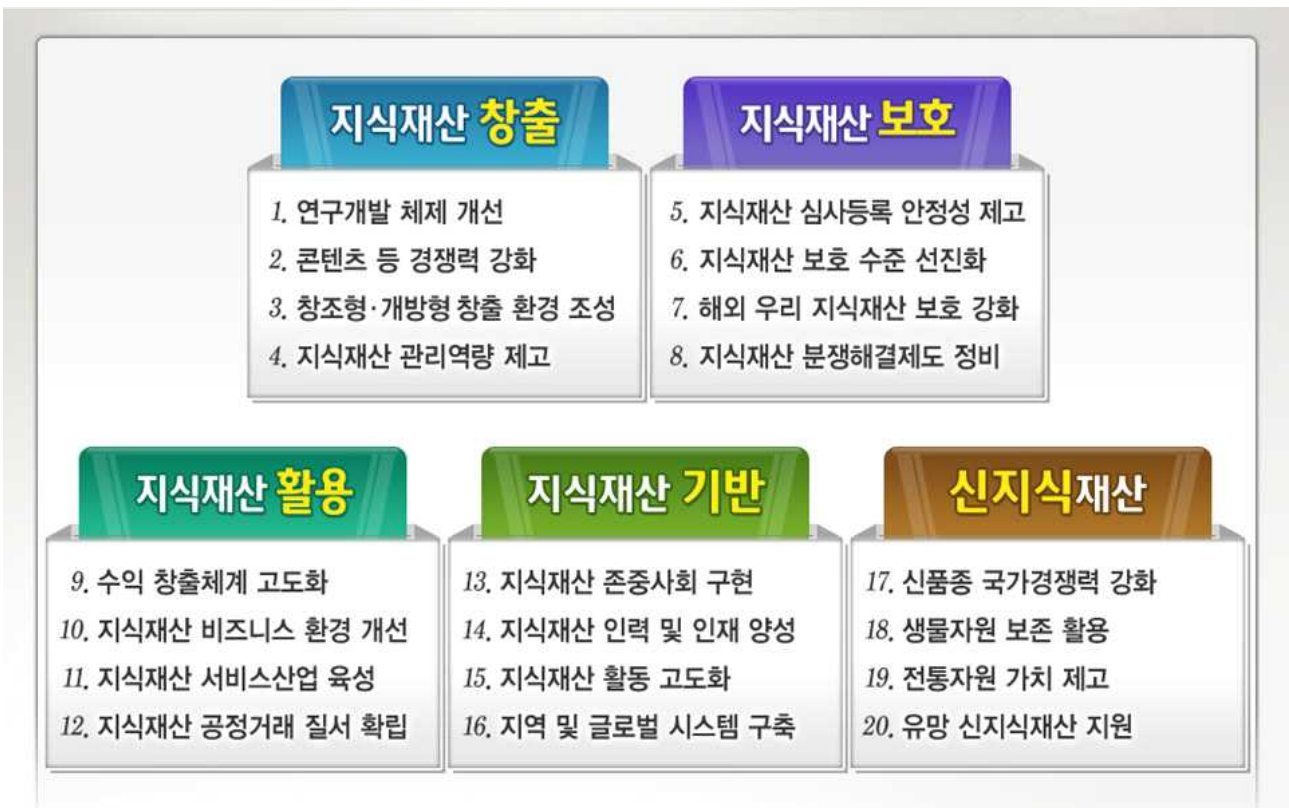 지식재산 창출
1. 연구개발 체제 개선
2. 콘텐츠 등 경쟁력 강화
3. 창조형·개방형 창출 환경 조성
4. 지식재산 관리역량 제고
지식재산 보호
5. 지식재산 심사등록 안정성 제고
6. 지식재산 보호 수준 선진화
7. 해외 우리 지식재산 보호 강화
8. 지식재산 분쟁해결제도 정비
지식재산 활용
9. 수익 창출체계 고도화
10. 지식재산 비즈니스 환경 개선
11. 지식재산 서비스산업 육성
12. 지식재산 공정거래 질서 확립
지식재산 기반
13. 지식재산 존중사회 구현
14. 지식재산 인력 및 인재 양성
15. 지식재산 활동 고도화
16. 지역 및 글로벌 시스템 구축
신지식재산
17. 신품종 국가경쟁력 강화
18. 생물자원 보존 활용
19. 전통자원 가치 제고
20. 유망 신지식재산 지원